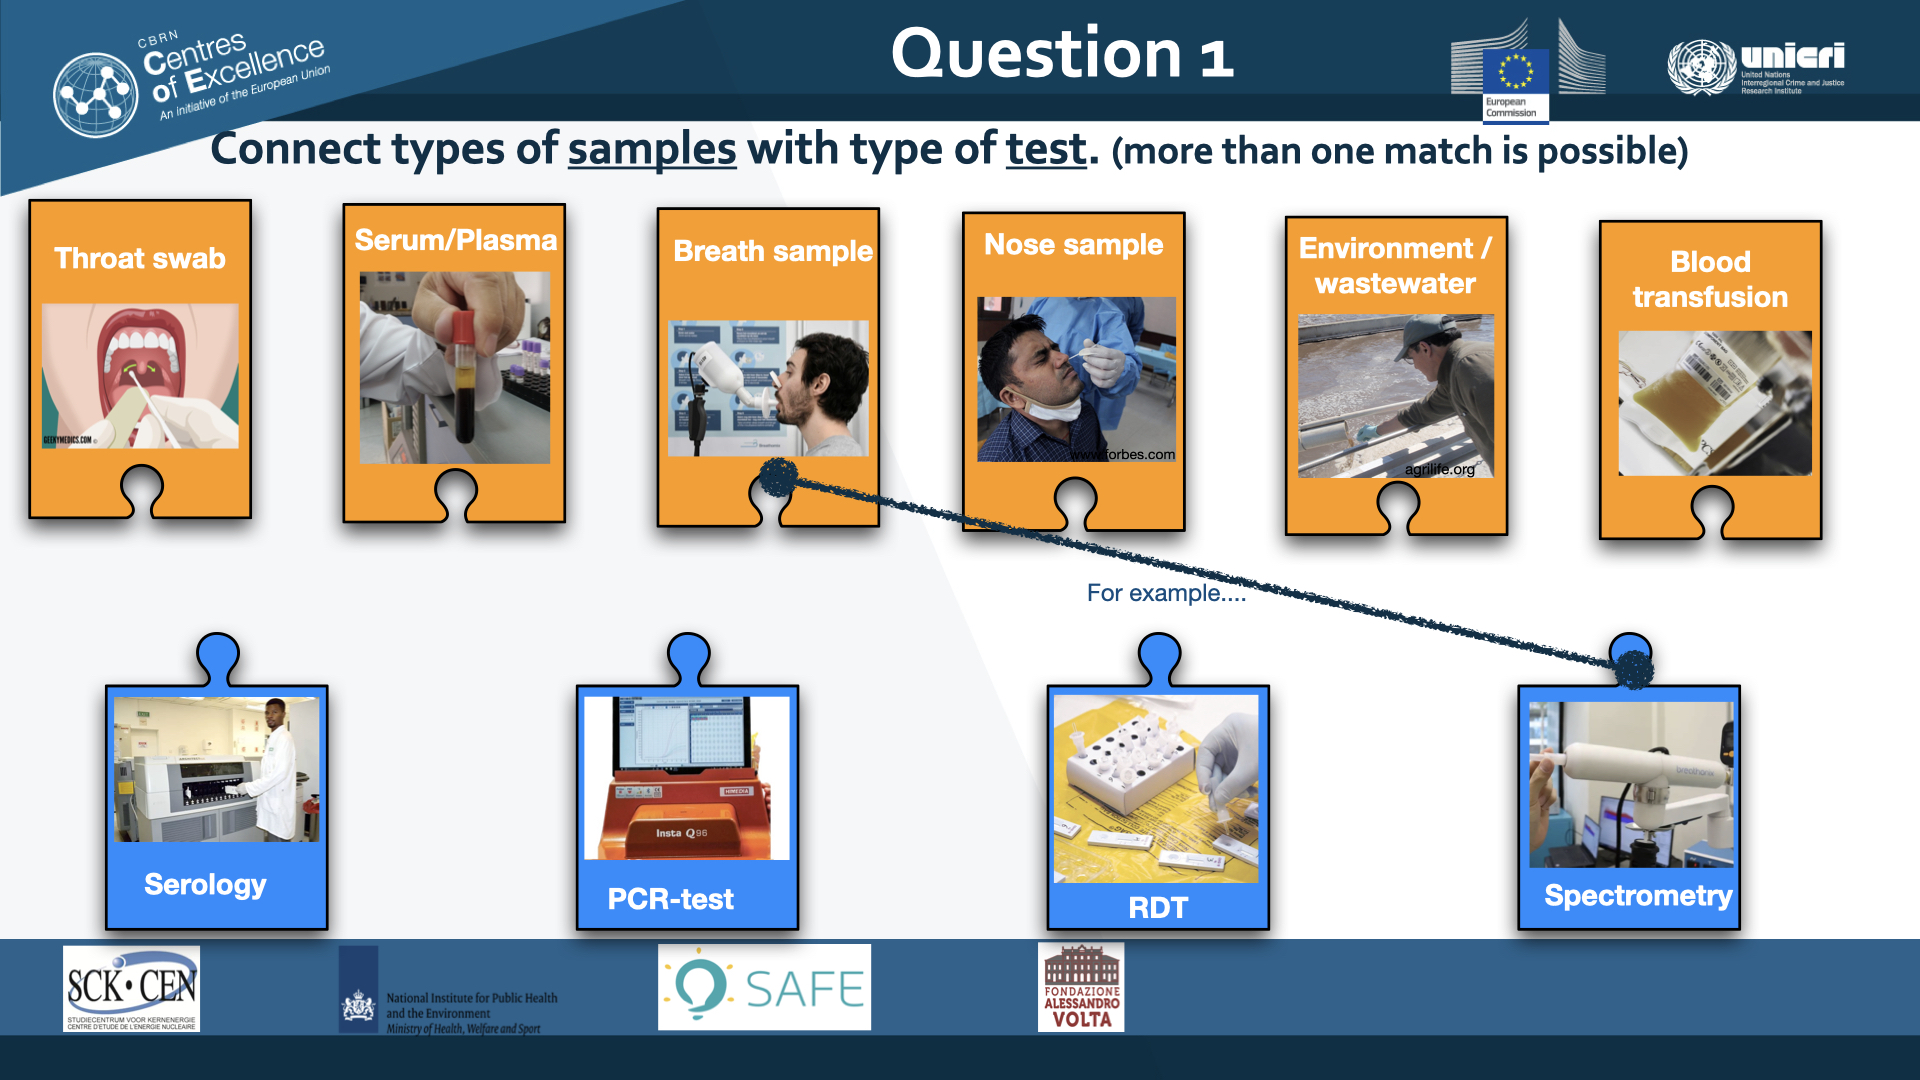 CBRN
Centres
of Excellence
An initiative of the European Union
Question 1
European
Commission
unicri
United Nations
Interregional Crime and Justice
Research Institute
Connect types of samples with type of test. (more than one match is possible)
Throat swab
GEEKYMEDICS.COM
Serum/Plasma
Breath sample
Nose sample
www.forbes.com
Environment /
wastewater
agrilife.org
Blood
transfusion
For example....
Serology
HIMEDIA
Insta Q96
PCR-test
RDT
breathonix
Spectrometry
SCK•CEN
STUDIECENTRUM VOOR KERNENERGIE
CENTRE D'ETUDE DE L'ENERGIE NUCLEAIRE
National Institute for Public Health
and the Environment
Ministry of Health, Welfare and Sport
SAFE
FONDAZIONE
ALESSANDRO
VOLTA